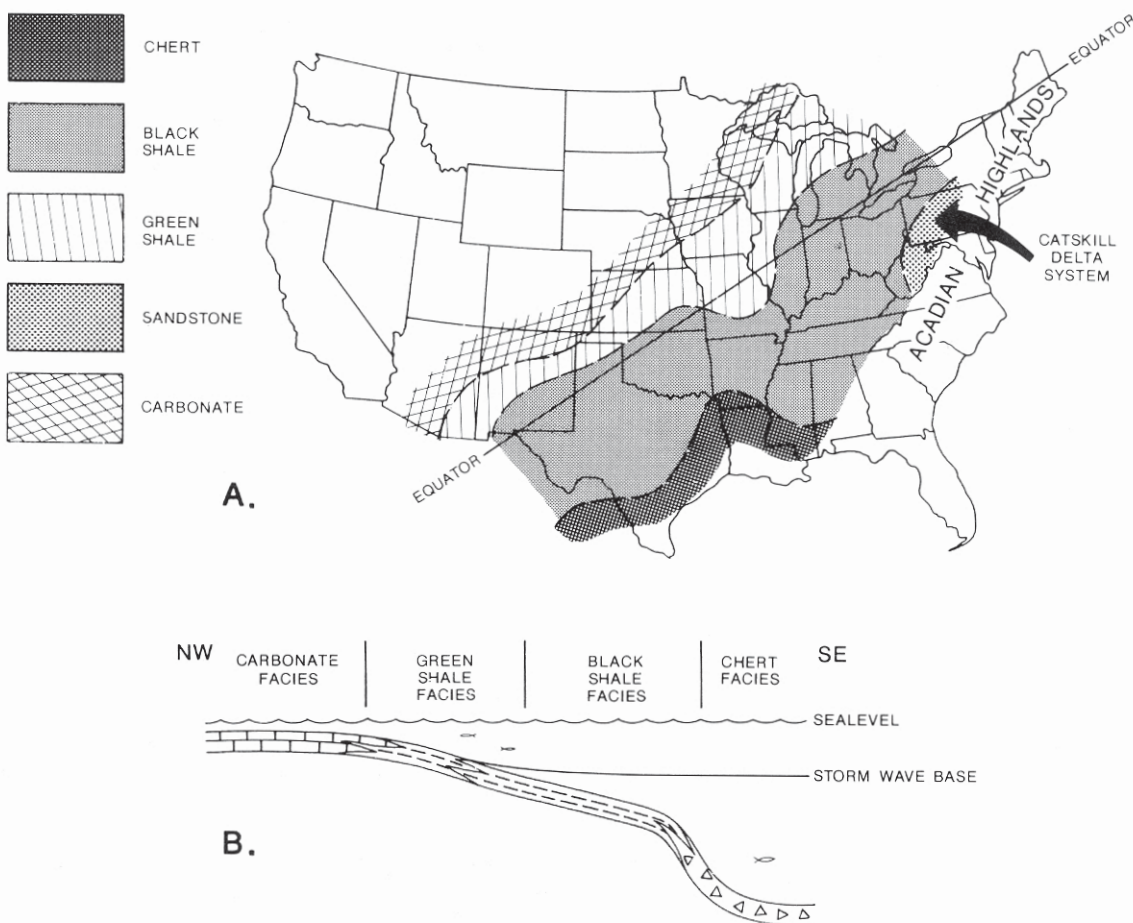 CHERT
BLACK
SHALE
GREEN
SHALE
SANDSTONE
CARBONATE
EQUATOR
HIGHLANDS
ACADIAN
CATSKILL
DELTA
SYSTEM
EQUATOR
A.
NW
CARBONATE
FACIES
GREEN
SHALE
FACIES
BLACK
SHALE
FACIES
CHERT
FACIES
SE
SEALEVEL
STORM WAVE BASE
B.